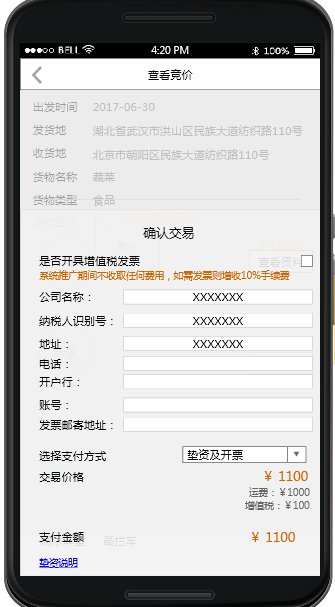 BELL 4:20 PM 100%
查看竞价
出发时间 2017-06-30
发货地 湖北省武汉市洪山区民族大道纺织路110号
收货地 北京市朝阳区民族大道纺织路110号
货物名称 蔬菜
货物类型 食品
确认交易
是否开具增值税发票
查看资料
系统推广期间不收取任何费用，如需发票则增收10%手续费
公司名称： XXXXXXX
纳税人识别号： XXXXXXX
地址： XXXXXXX
电话：
开户行：
账号：
发票邮寄地址：
选择支付方式 垫资及开票
交易价格 ￥ 1100
运费：￥1000
增值税：￥100
支付金额 ￥ 1100
高栏车
垫资说明